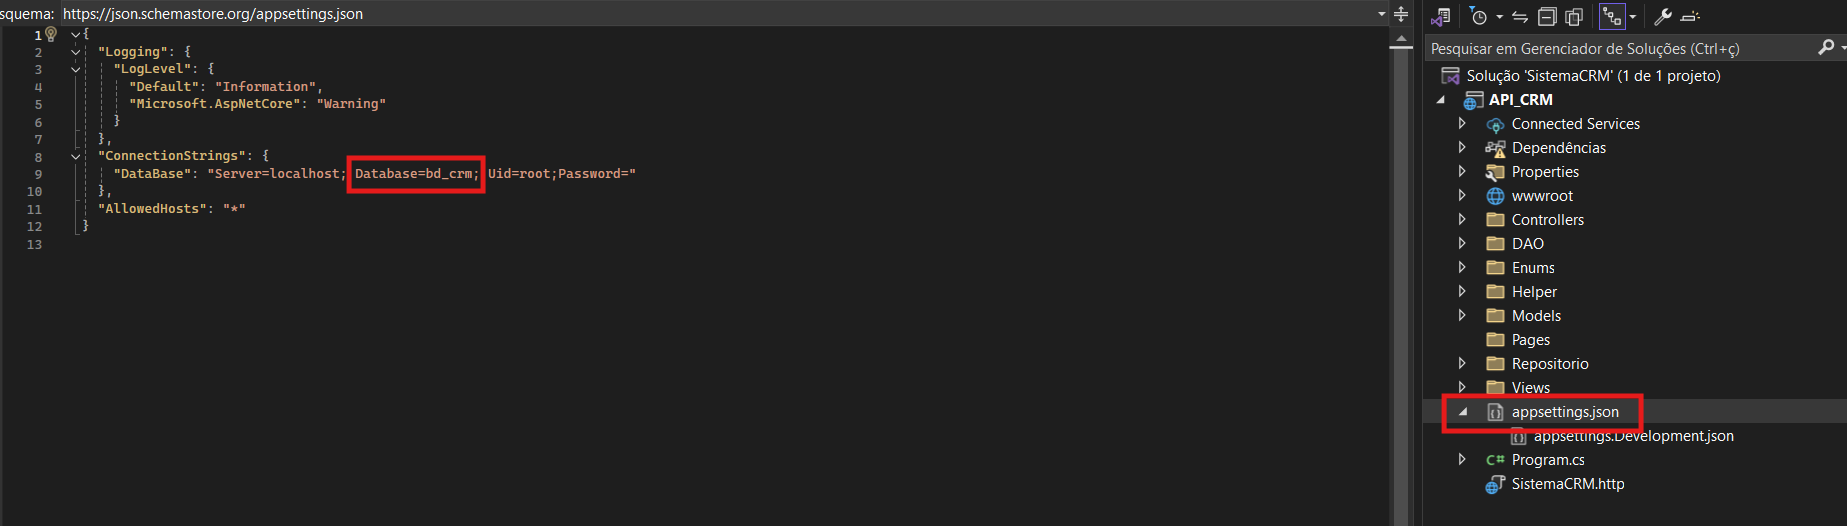 squema: https://json.schemastore.org/appsettings.json
1 {
2 "Logging": {
3 "LogLevel": {
4 "Default": "Information",
5 "Microsoft.AspNetCore": "Warning"
6 }
7 },
8 "ConnectionStrings": {
9 "DataBase": "Server=localhost; Database=bd_crm; Uid=root;Password="
10 },
11 "AllowedHosts": "*"
12 }
13
Pesquisar em Gerenciador de Soluções (Ctrl+ç)
Solução 'SistemaCRM' (1 de 1 projeto)
API_CRM
Connected Services
Dependências
Properties
wwwroot
Controllers
DAO
Enums
Helper
Models
Pages
Repositorio
Views
appsettings.json
appsettings.Development.json
C# Program.cs
SistemaCRM.http